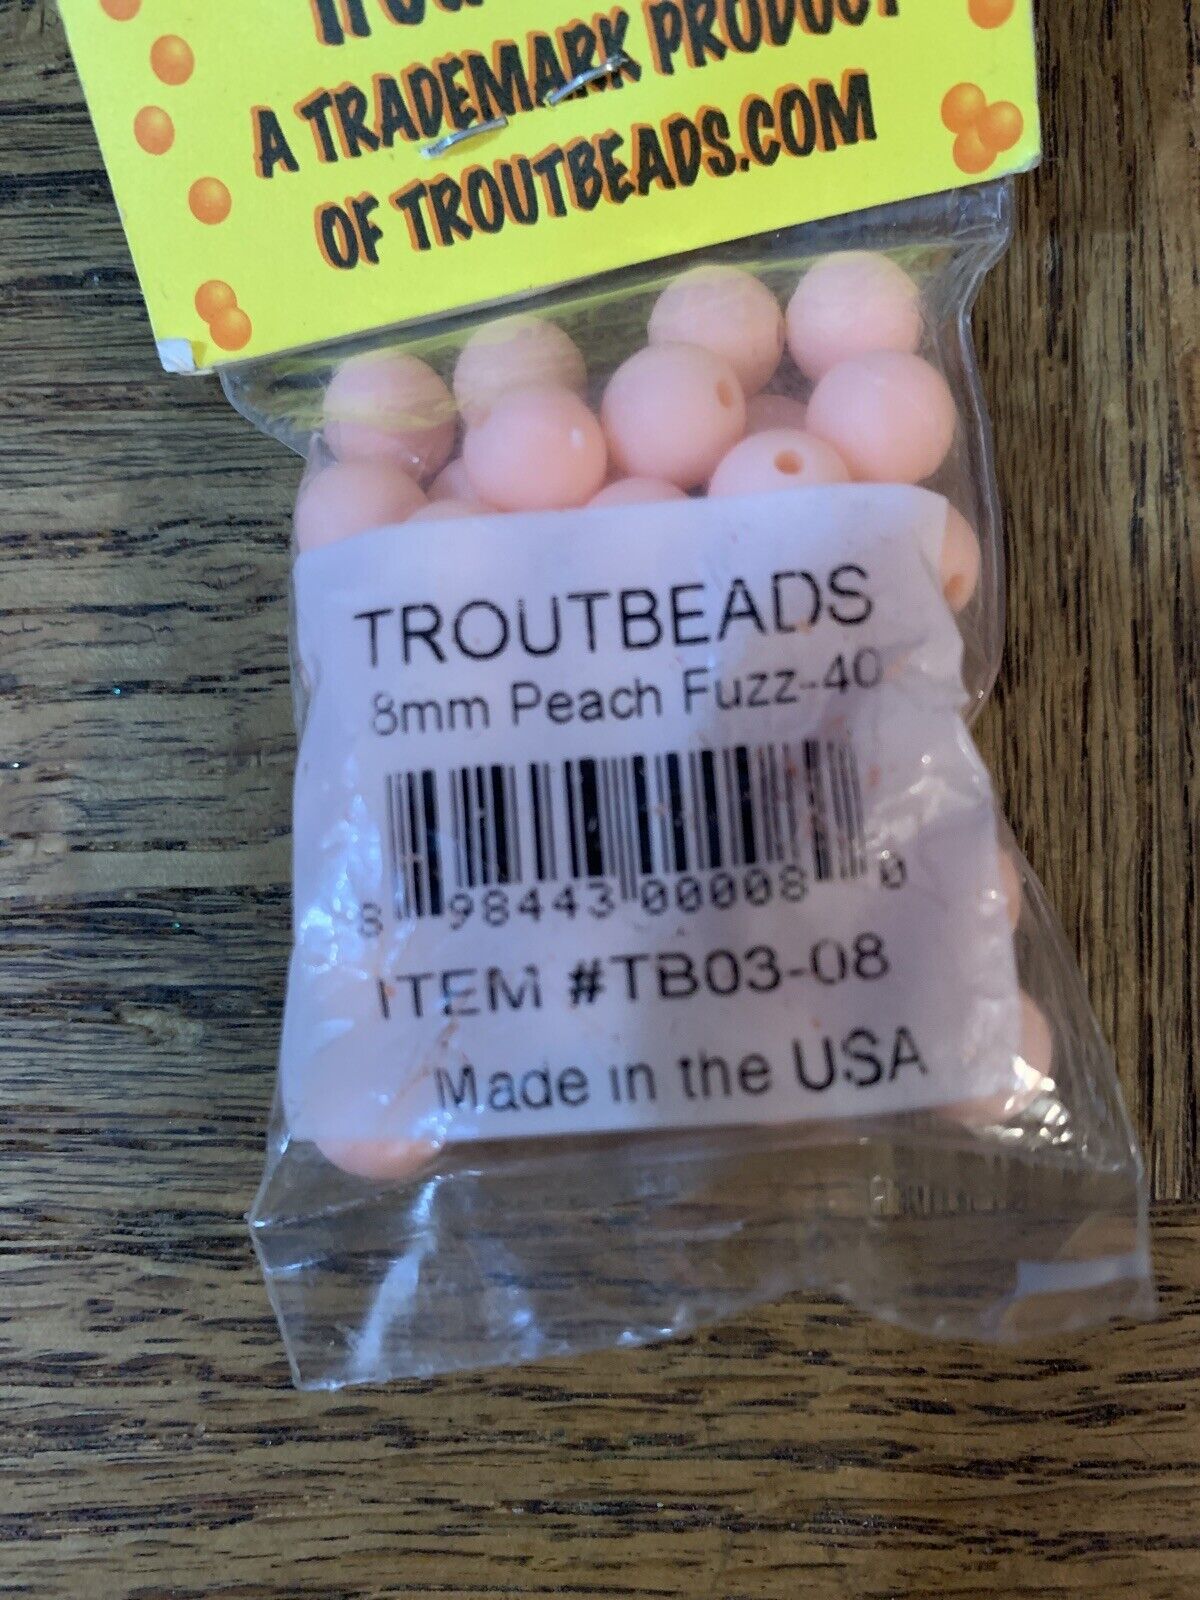 A TRADEMARK PRODUCT
OF TROUTBEADS.COM
TROUTBEADS
8mm Peach Fuzz-40
8 98443 00008 0
ITEM #TB03-08
Made in the USA